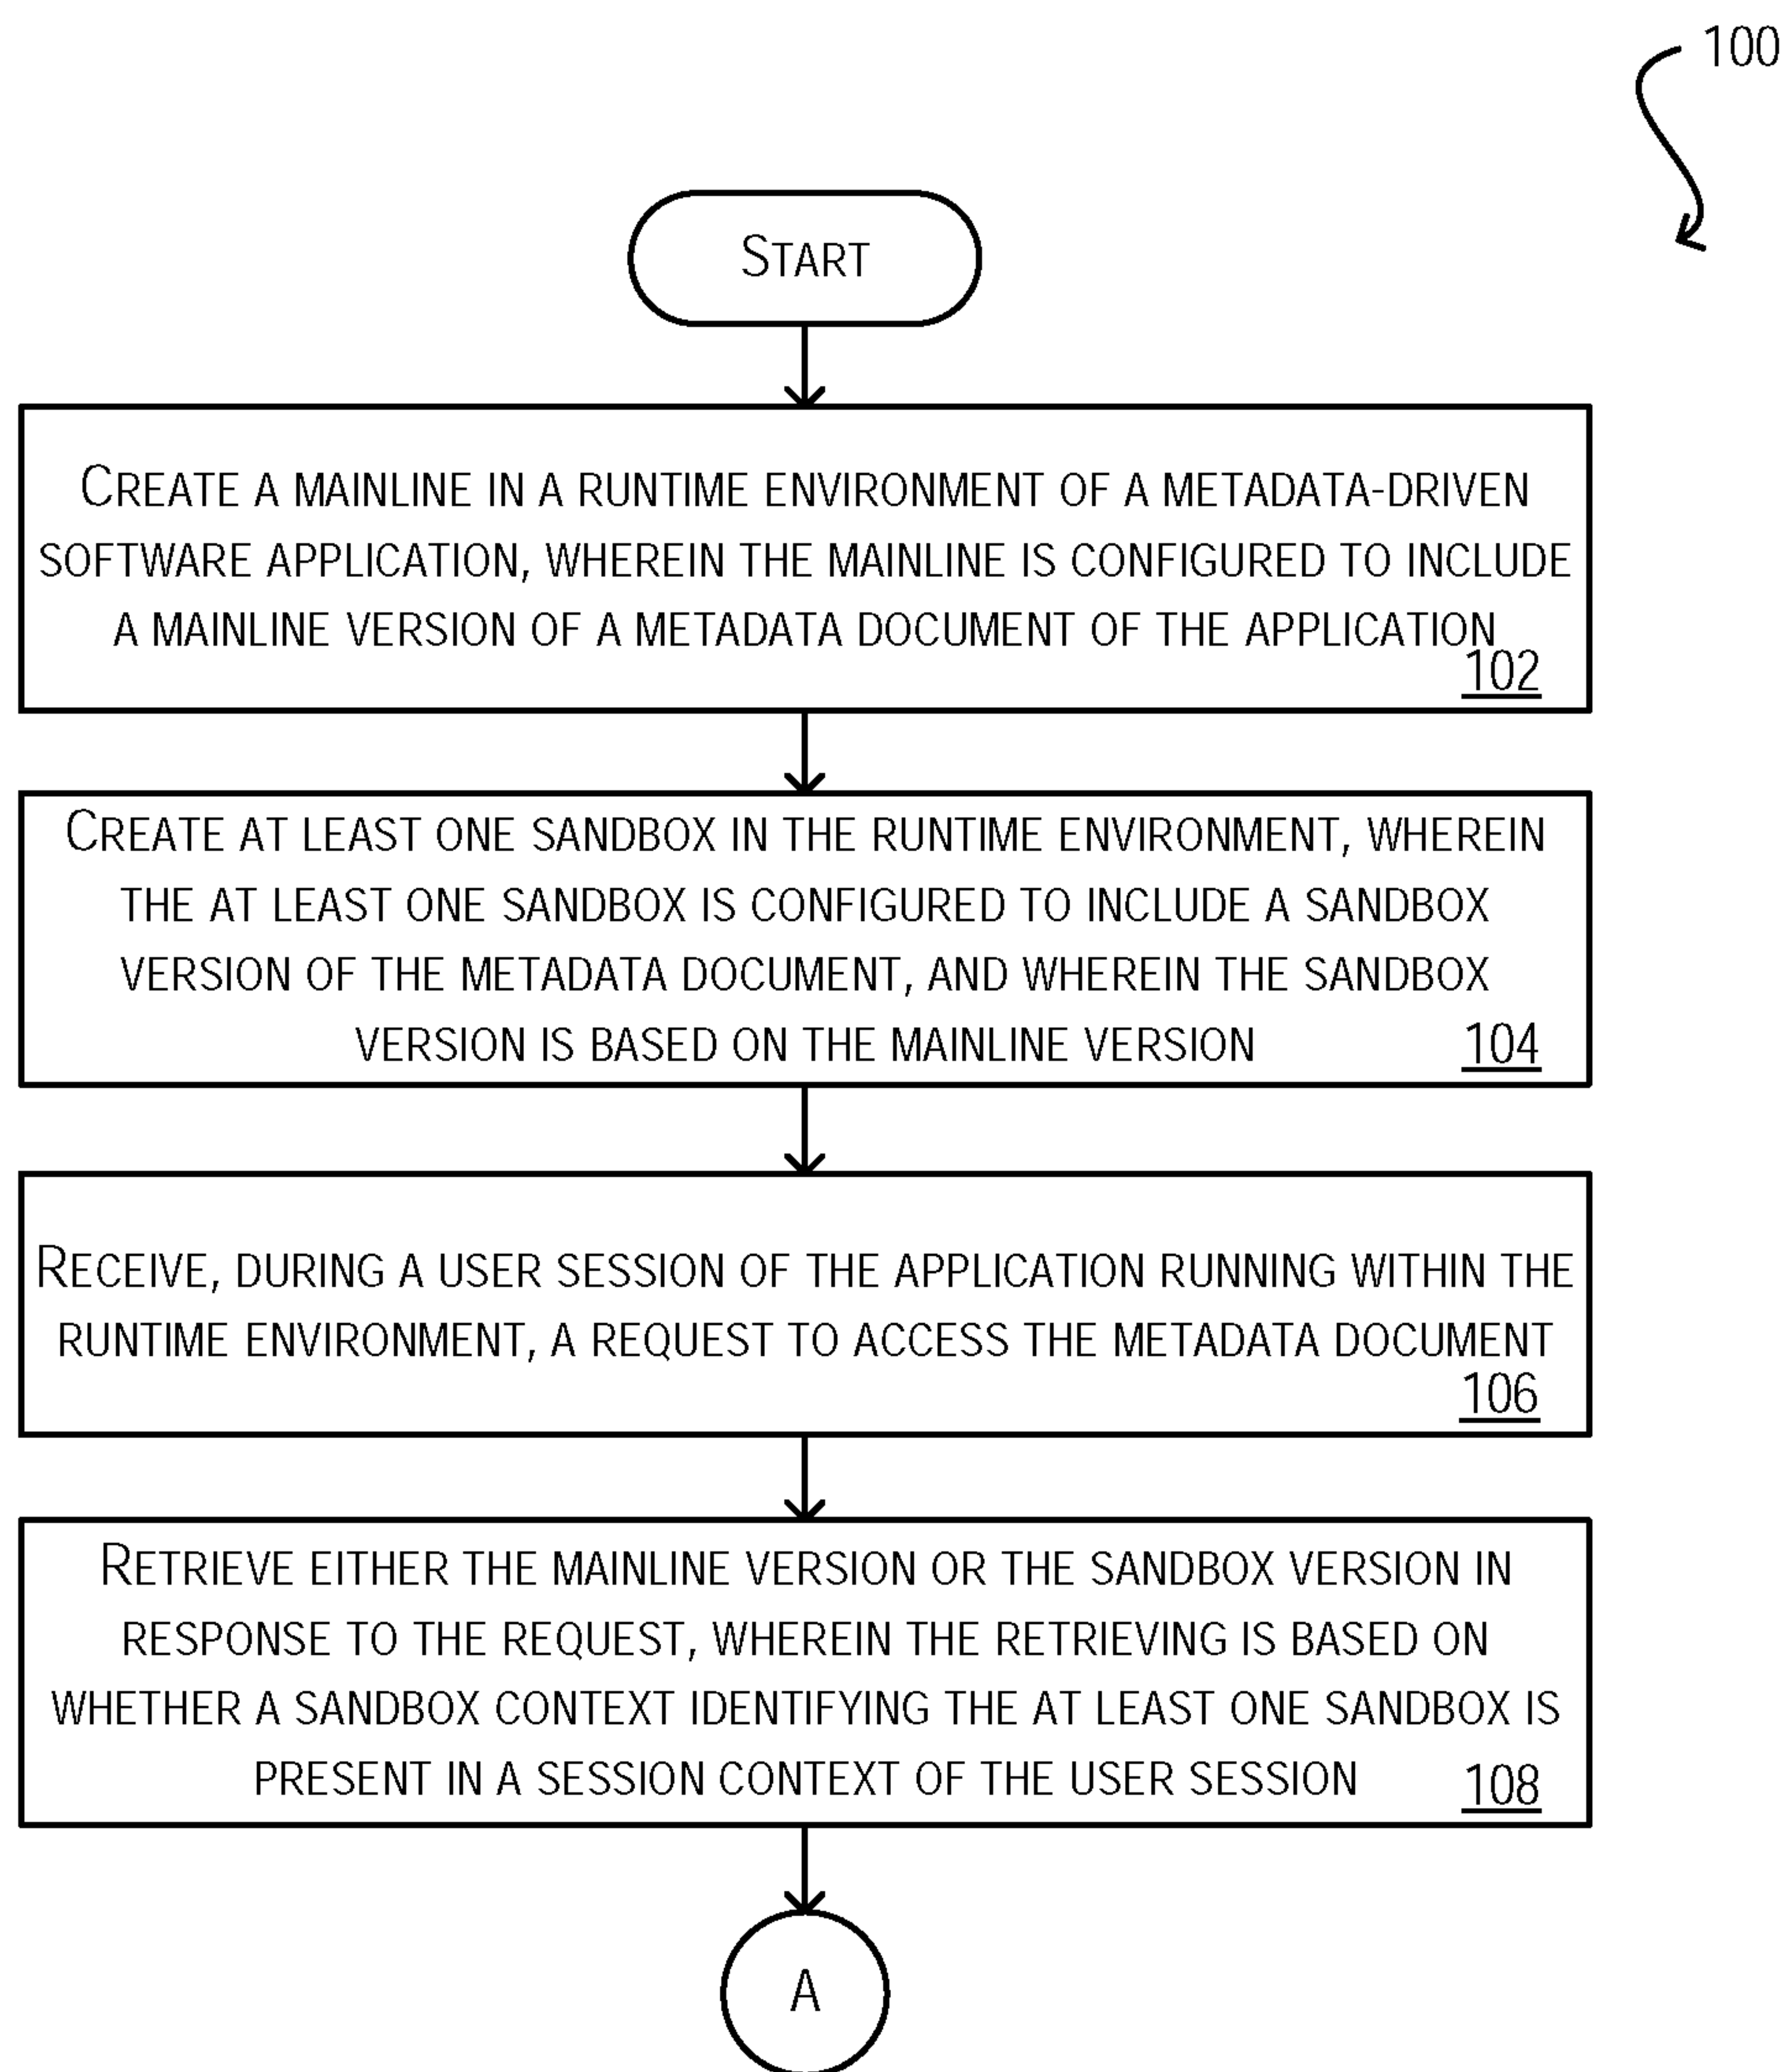 100
START
CREATE A MAINLINE IN A RUNTIME ENVIRONMENT OF A METADATA-DRIVEN
SOFTWARE APPLICATION, WHEREIN THE MAINLINE IS CONFIGURED TO INCLUDE
A MAINLINE VERSION OF A METADATA DOCUMENT OF THE APPLICATION
102
CREATE AT LEAST ONE SANDBOX IN THE RUNTIME ENVIRONMENT, WHEREIN
THE AT LEAST ONE SANDBOX IS CONFIGURED TO INCLUDE A SANDBOX
VERSION OF THE METADATA DOCUMENT, AND WHEREIN THE SANDBOX
VERSION IS BASED ON THE MAINLINE VERSION
104
RECEIVE, DURING A USER SESSION OF THE APPLICATION RUNNING WITHIN THE
RUNTIME ENVIRONMENT, A REQUEST TO ACCESS THE METADATA DOCUMENT
106
RETRIEVE EITHER THE MAINLINE VERSION OR THE SANDBOX VERSION IN
RESPONSE TO THE REQUEST, WHEREIN THE RETRIEVING IS BASED ON
WHETHER A SANDBOX CONTEXT IDENTIFYING THE AT LEAST ONE SANDBOX IS
PRESENT IN A SESSION CONTEXT OF THE USER SESSION
108
A